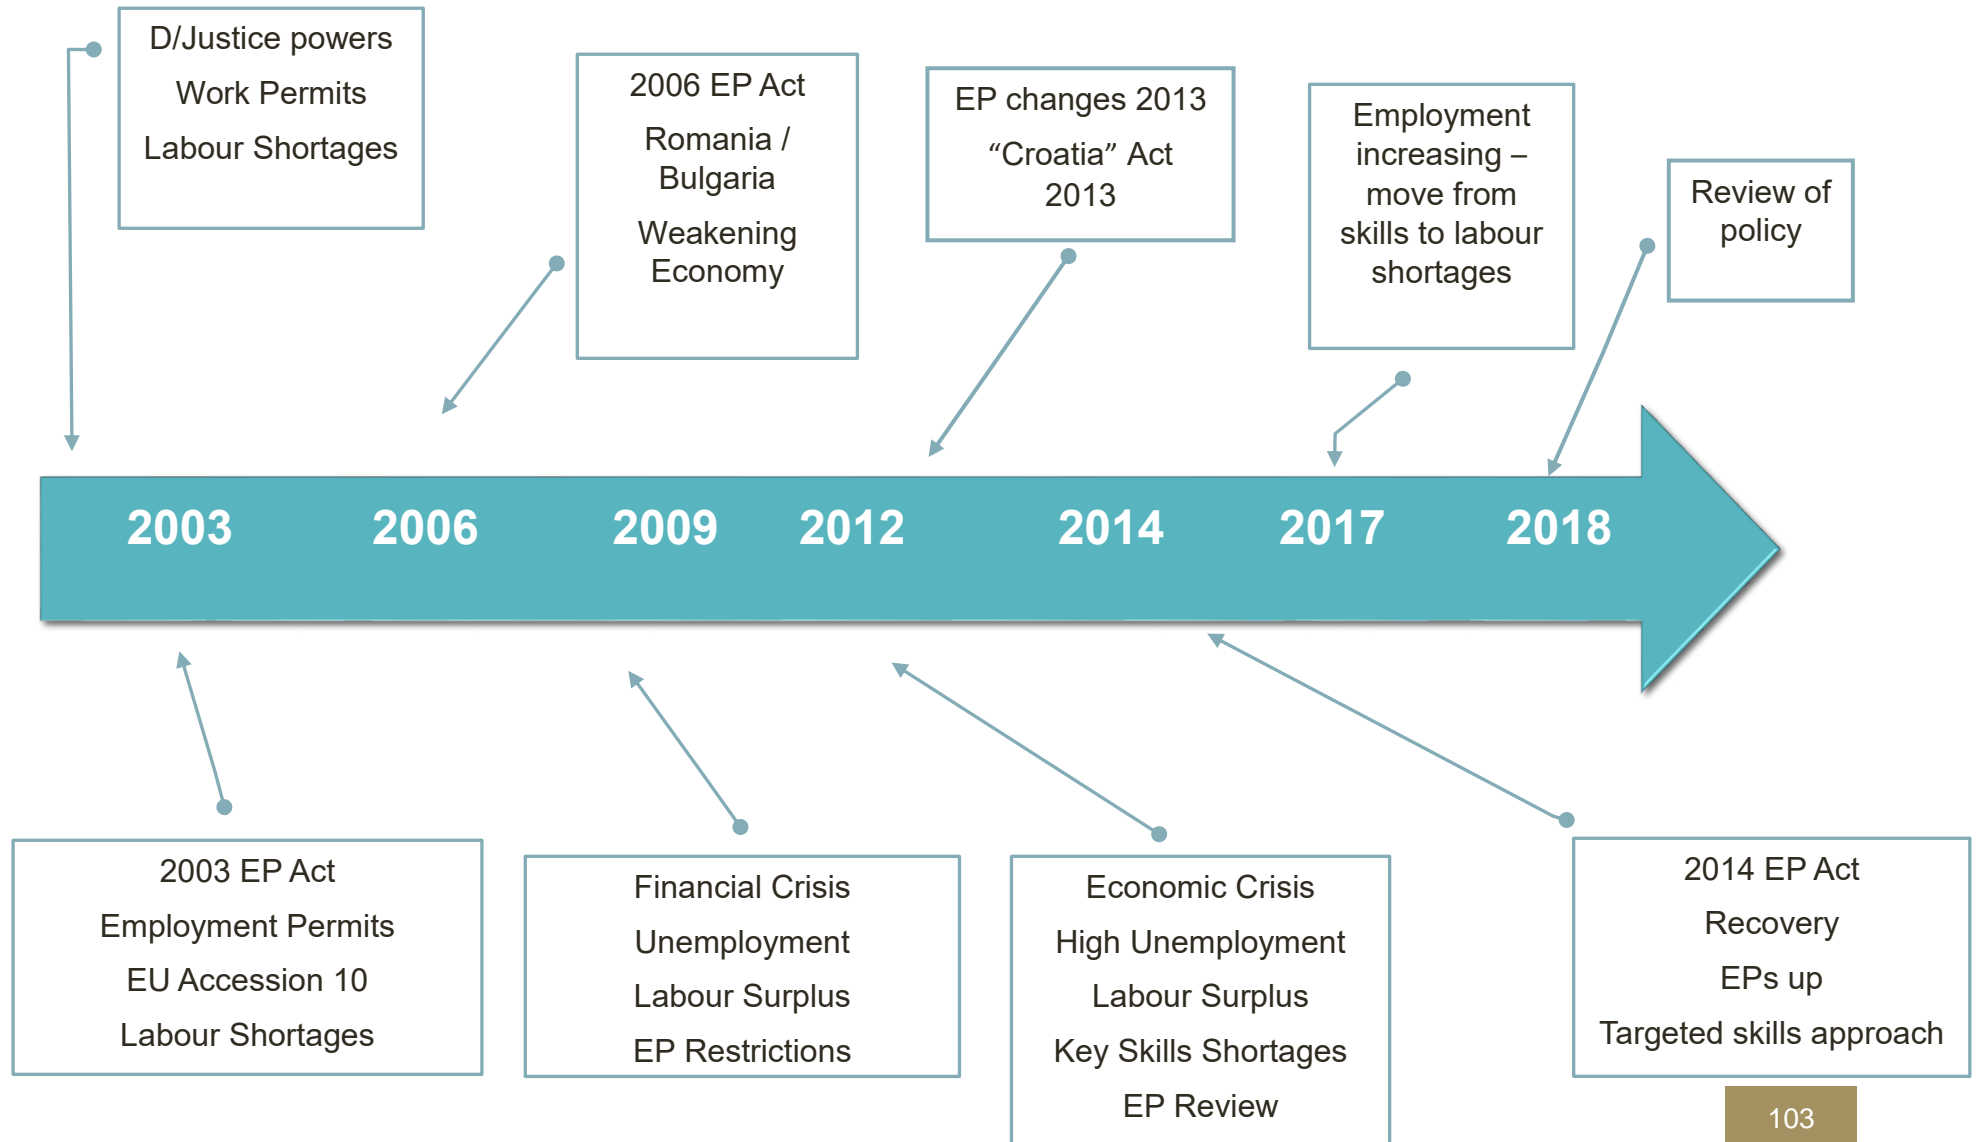 D/Justice powers
Work Permits
Labour Shortages
2006 EP Act
Romania /
Bulgaria
Weakening
Economy
EP changes 2013
“Croatia” Act
2013
Employment
increasing –
move from
skills to labour
shortages
Review of
policy
2003 2006 2009 2012 2014 2017 2018
2003 EP Act
Employment Permits
EU Accession 10
Labour Shortages
Financial Crisis
Unemployment
Labour Surplus
EP Restrictions
Economic Crisis
High Unemployment
Labour Surplus
Key Skills Shortages
EP Review
2014 EP Act
Recovery
EPs up
Targeted skills approach
103